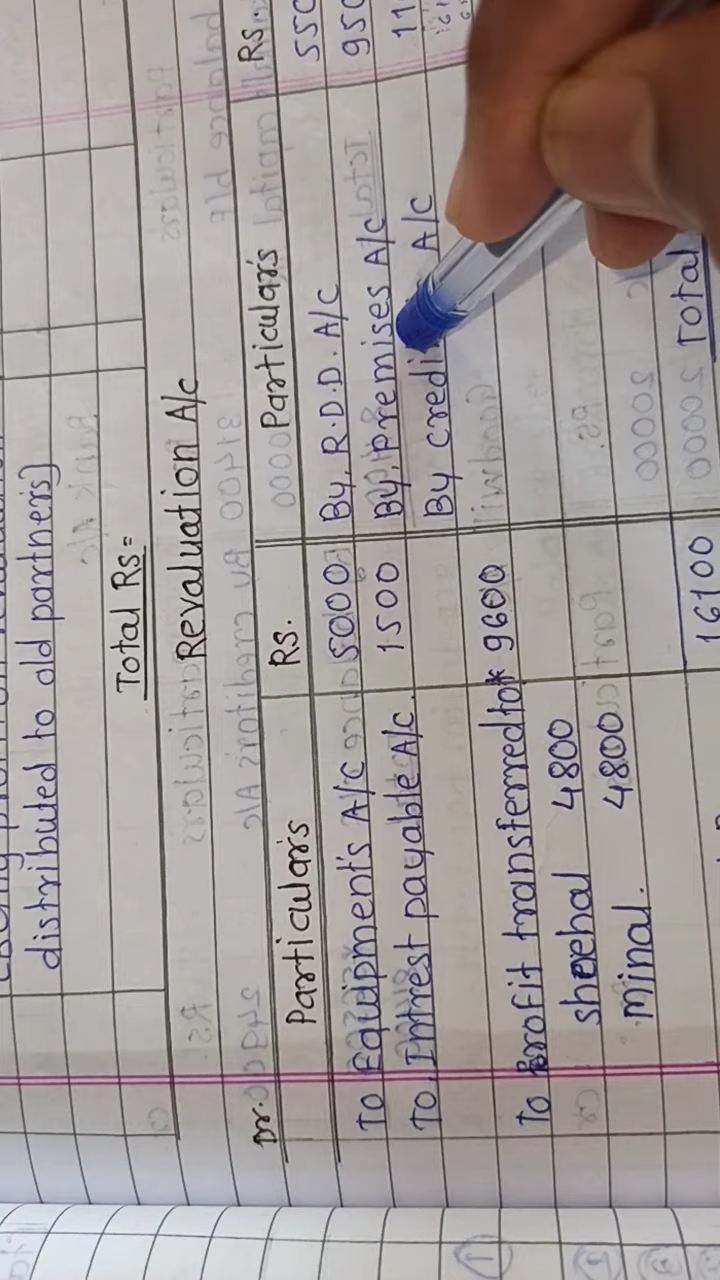 distributed to old partners)
Total Rs=
Revaluation A/c
Dr.
Particulars Rs. Particulars Rs.
To Equipment's A/C 5000 By, R.D.D. A/C 550
To, Intrest payable A/c. 1500 By, premises A/c 950
By credi A/C 11
To Profit transferred to* 9600
shehal 4800
Minal. 4800
16100 Total